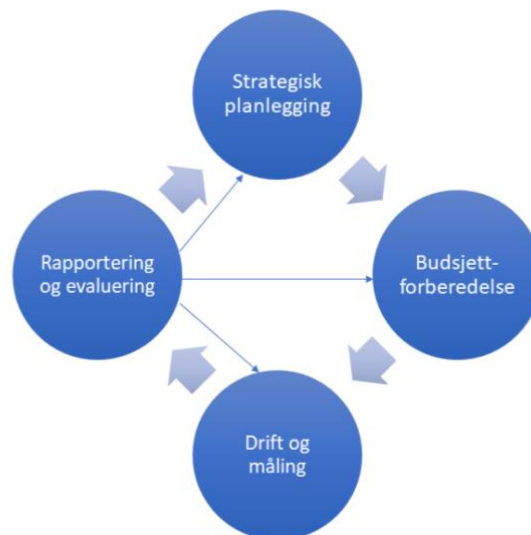 Strategisk
planlegging
Rapportering
og evaluering
Budsjett-
forberedelse
Drift og
måling